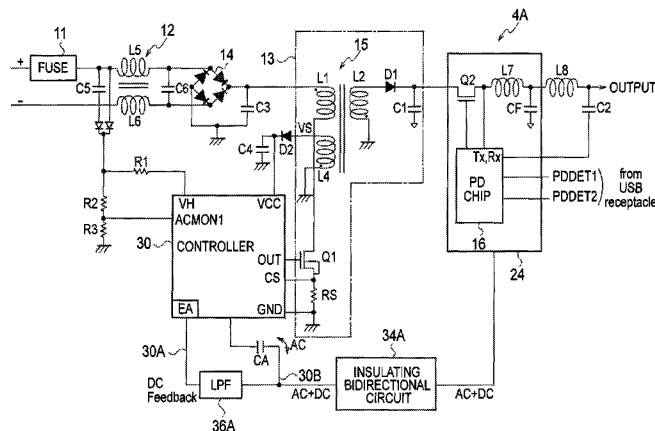 4A
11
12
13
15
L5
14
+
FUSE
C5
C6
L6
-
L1
L2
D1
C3
C1
Q2
L7
L8
CF
OUTPUT
C2
Tx,Rx
PD
CHIP
PDDET1
PDDET2
from
USB
receptacle
16
24
VS
C4
D2
L4
R1
VH
VCC
R2
ACMON1
R3
30
CONTROLLER
OUT
Q1
CS
RS
GND
EA
30A
CA
AC
30B
34A
DC
Feedback
LPF
AC+DC
INSULATING
BIDIRECTIONAL
CIRCUIT
AC+DC
36A